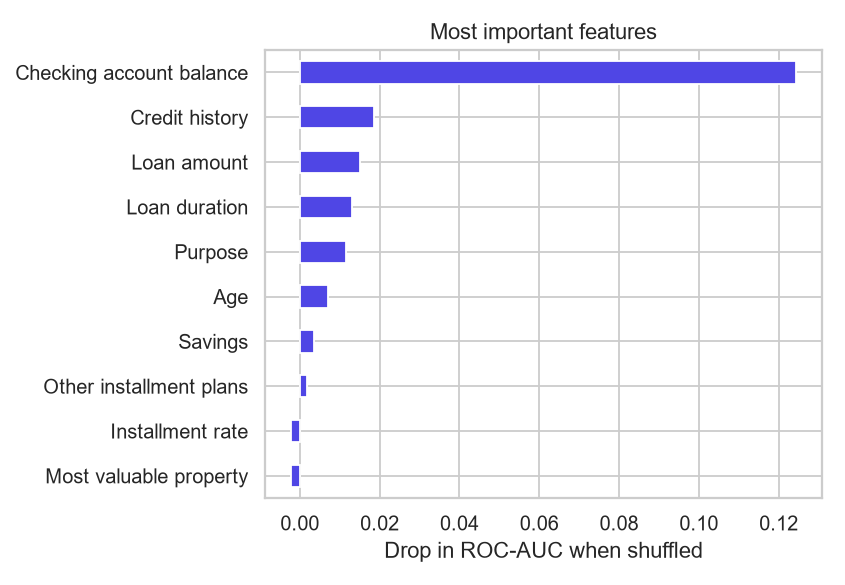 Most important features
Checking account balance
Credit history
Loan amount
Loan duration
Purpose
Age
Savings
Other installment plans
Installment rate
Most valuable property
0.00 0.02 0.04 0.06 0.08 0.10 0.12
Drop in ROC-AUC when shuffled